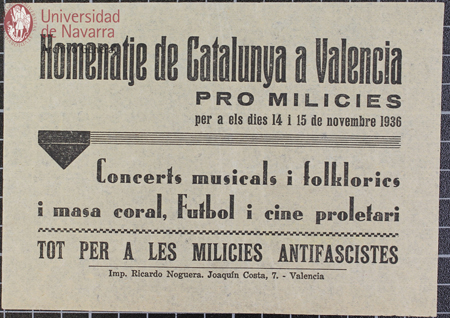 Universidad
de Navarra
Homenatje de Catalunya a Valencia
PRO MILICIES
per a els dies 14 i 15 de novembre 1936
Concerts musicals i folklorics
i masa coral, Futbol i cine proletari
TOT PER A LES MILICIES ANTIFASCISTES
Imp. Ricardo Noguera. Joaquín Costa, 7. - Valencia